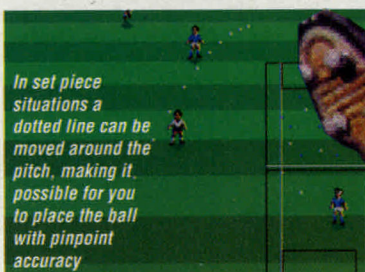 In set piece
situations a
dotted line can be
moved around the
pitch, making it
possible for you
to place the ball
with pinpoint
accuracy